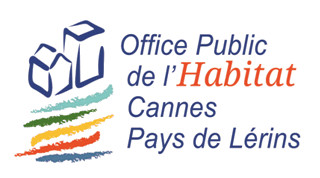 Office Public
de l'Habitat
Cannes
Pays de Lérins